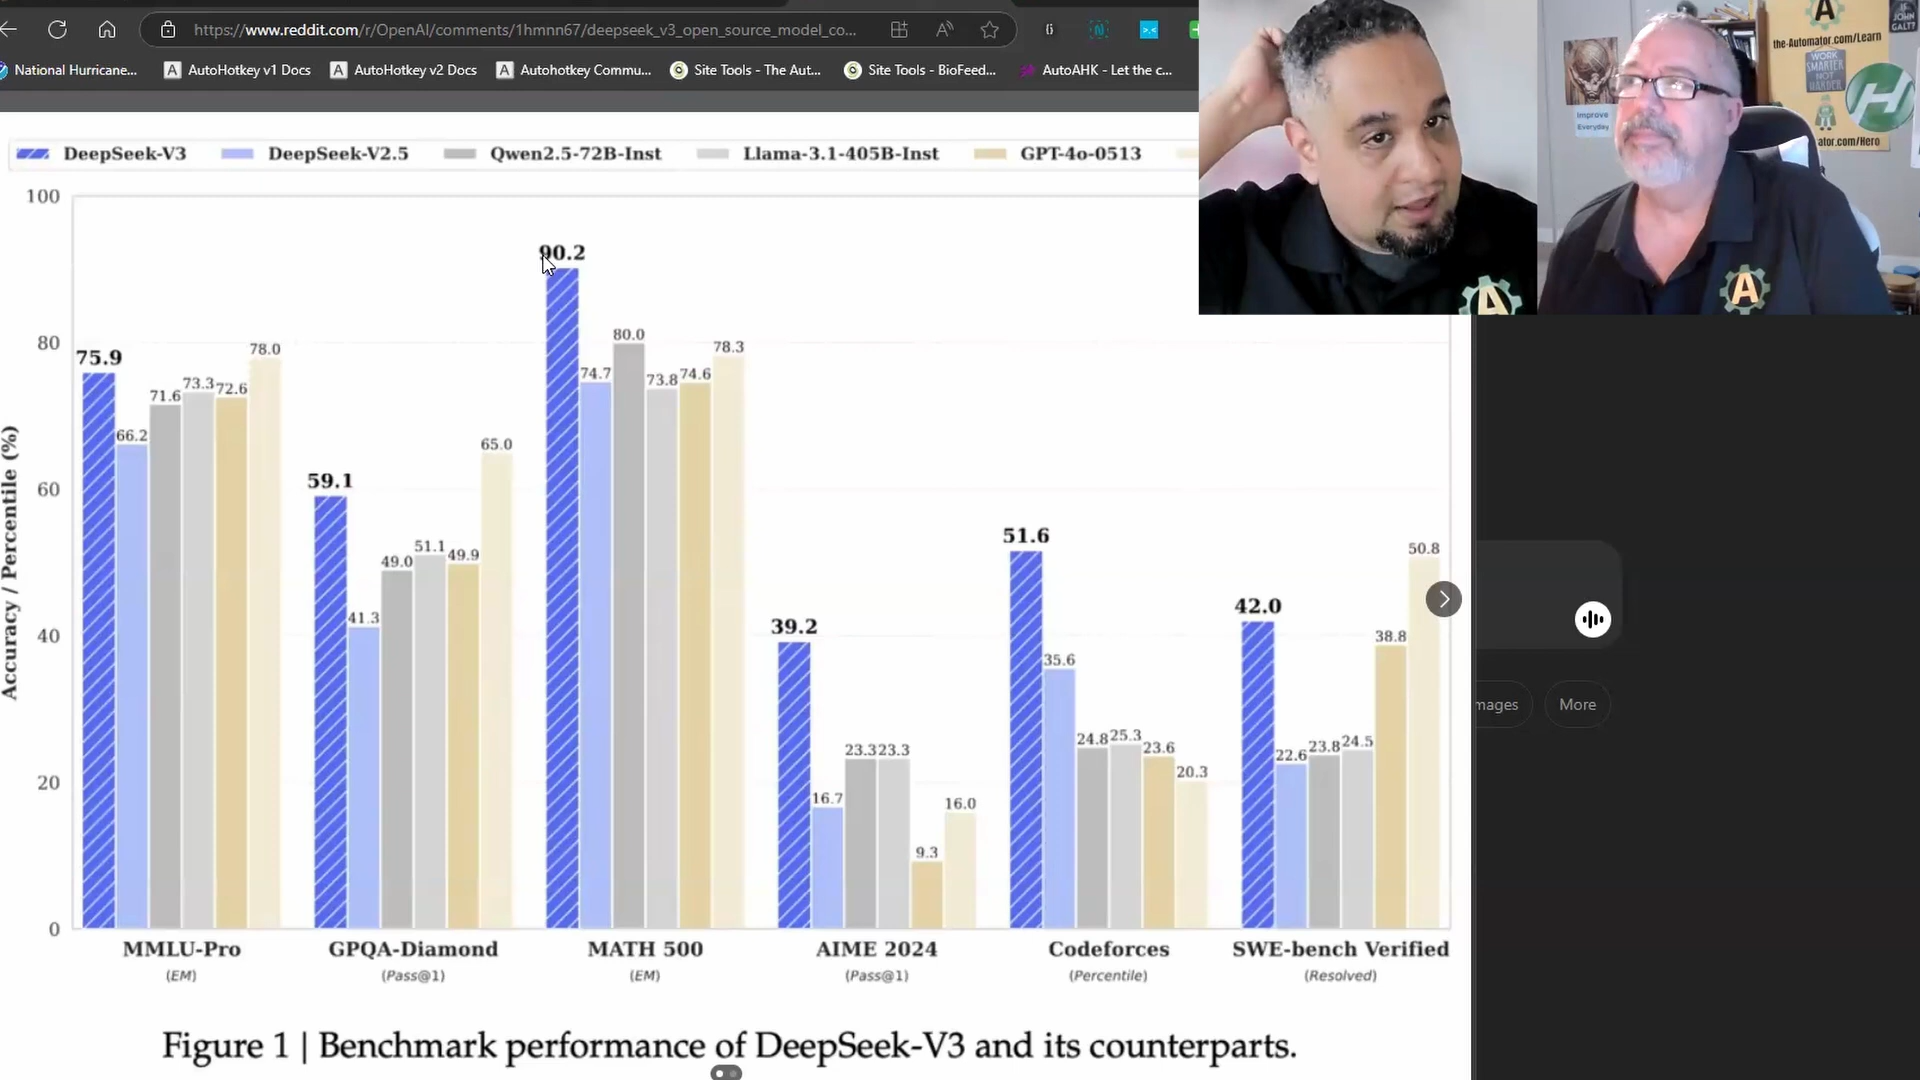 https://www.reddit.com/r/OpenAI/comments/1hmnn67/deepseek_v3_open_source_model_co...
National Hurricane...
AutoHotkey v1 Docs
AutoHotkey v2 Docs
Autohotkey Commu...
Site Tools - The Aut...
Site Tools - BioFeed...
AutoAHK - Let the c...
the-Automator.com/Learn
JOHN GALT?
WORK
SMARTER
NOT
HARDER
Improve
Everyday
ator.com/Hero
DeepSeek-V3
DeepSeek-V2.5
Qwen2.5-72B-Inst
Llama-3.1-405B-Inst
GPT-4o-0513
Accuracy / Percentile (%)
100
80
60
40
20
0
75.9
66.2
71.6
73.3
72.6
78.0
59.1
41.3
49.0
51.1
49.9
65.0
90.2
74.7
80.0
73.8
74.6
78.3
39.2
16.7
23.3
23.3
9.3
16.0
51.6
35.6
24.8
25.3
23.6
20.3
42.0
22.6
23.8
24.5
38.8
50.8
MMLU-Pro
(EM)
GPQA-Diamond
(Pass@1)
MATH 500
(EM)
AIME 2024
(Pass@1)
Codeforces
(Percentile)
SWE-bench Verified
(Resolved)
Figure 1 | Benchmark performance of DeepSeek-V3 and its counterparts.
mages
More